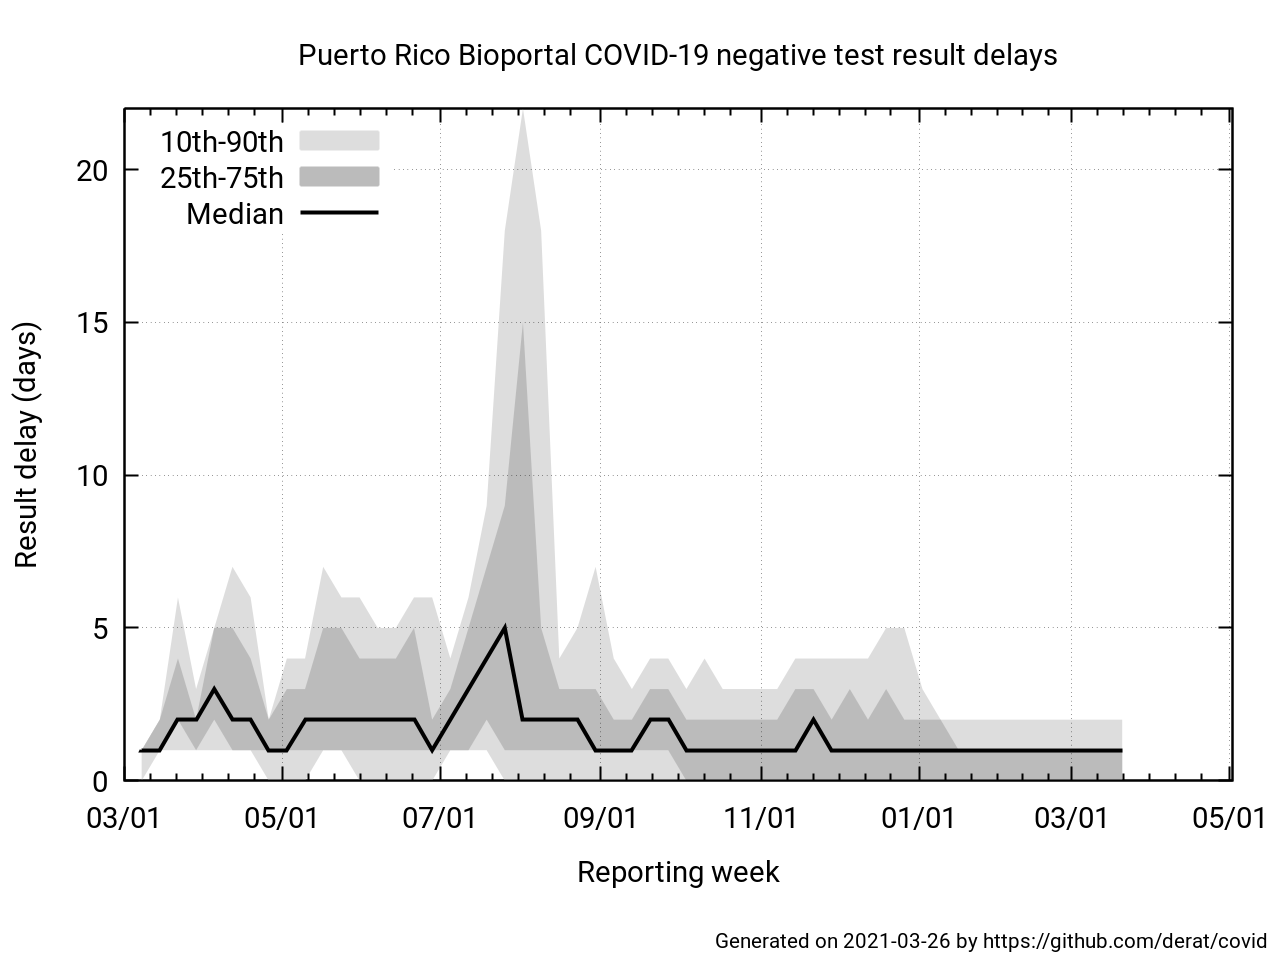 Puerto Rico Bioportal COVID-19 negative test result delays
10th-90th
25th-75th
Median
20
15
10
5
0
Result delay (days)
03/01 05/01 07/01 09/01 11/01 01/01 03/01 05/01
Reporting week
Generated on 2021-03-26 by https://github.com/derat/covid